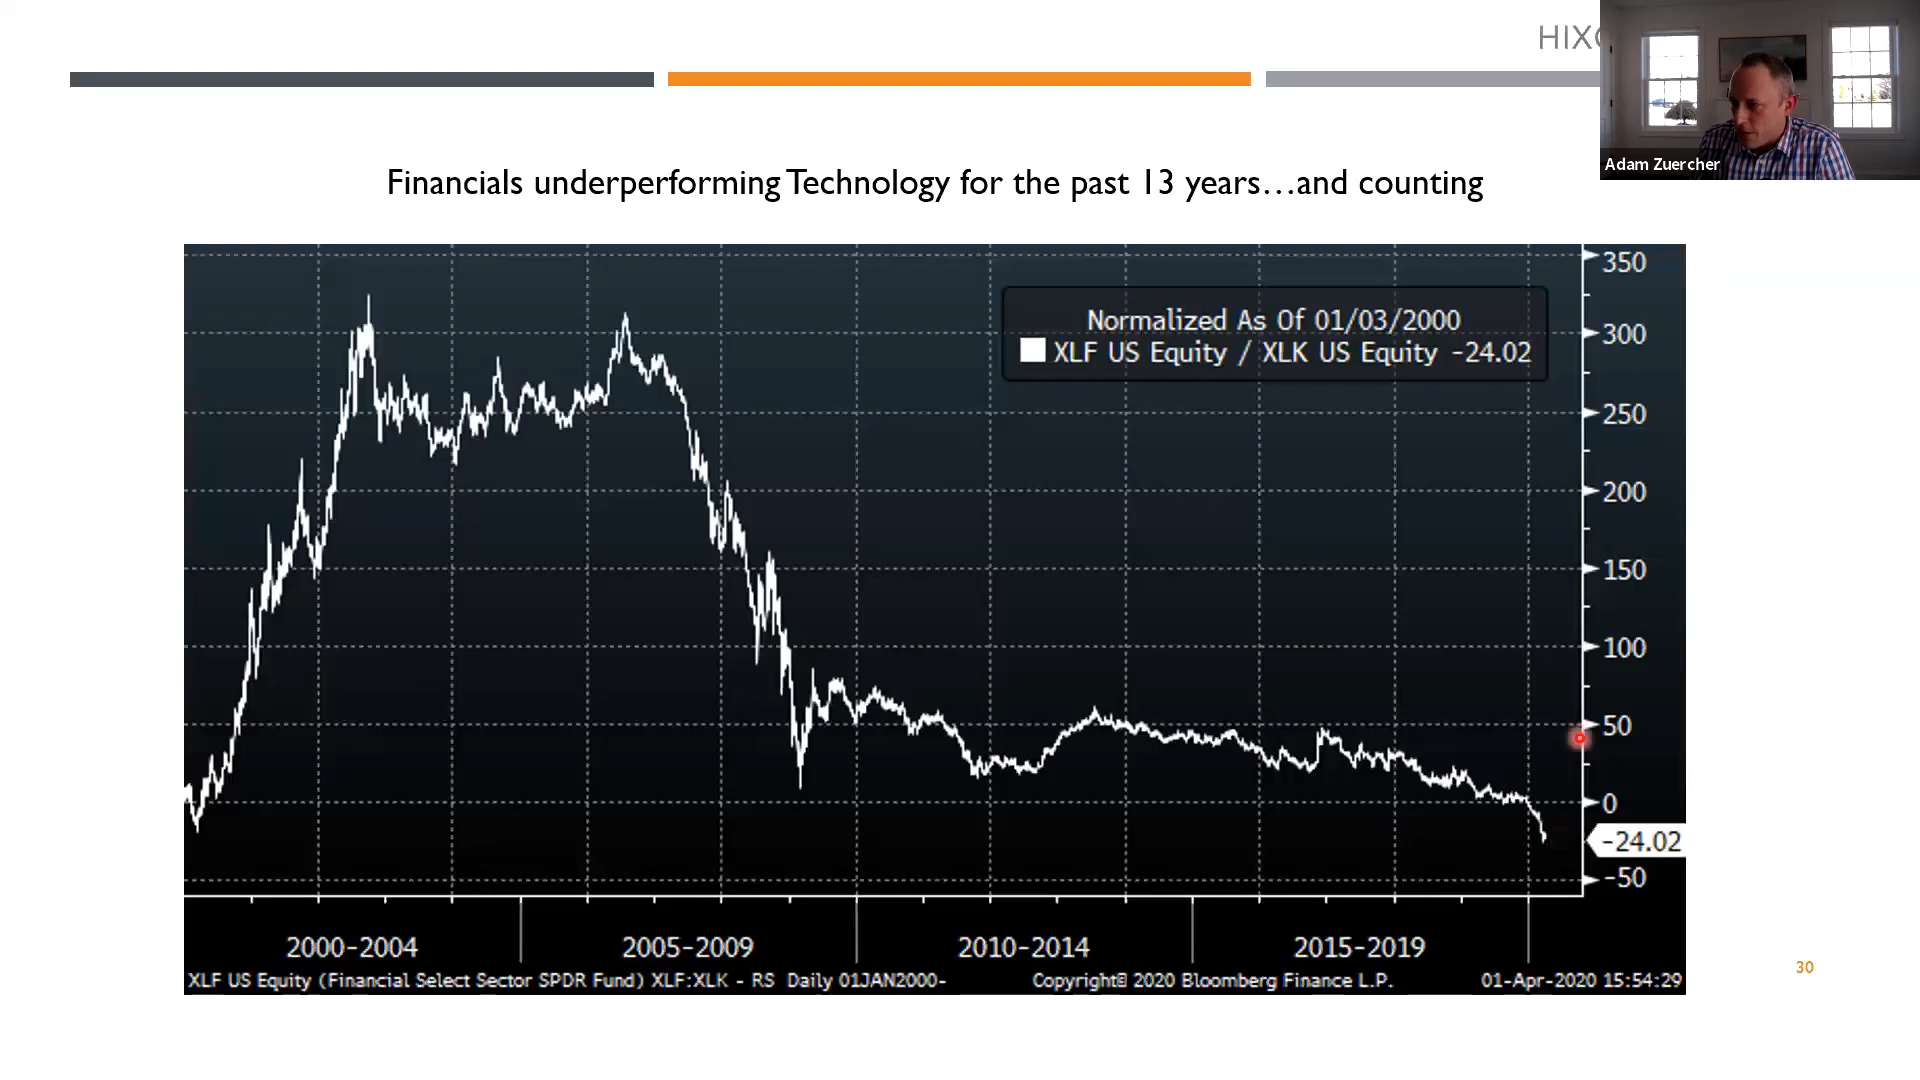 HIXO
Adam Zuercher
Financials underperforming Technology for the past 13 years…and counting
Normalized As Of 01/03/2000
XLF US Equity / XLK US Equity -24.02
350
300
250
200
150
100
50
0
-24.02
-50
2000-2004 2005-2009 2010-2014 2015-2019
XLF US Equity (Financial Select Sector SPDR Fund) XLF:XLK - RS Daily 01JAN2000- Copyright© 2020 Bloomberg Finance L.P. 01-Apr-2020 15:54:29
30